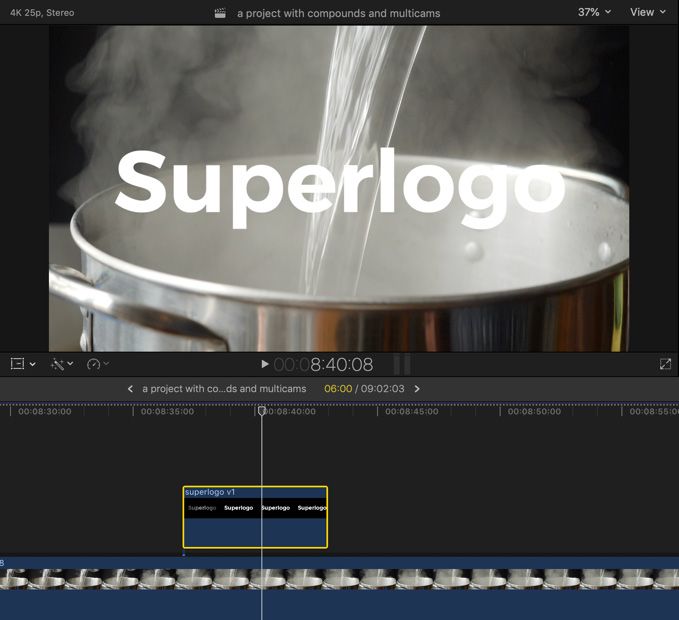 4K 25p, Stereo
a project with compounds and multicams
37%
View
Superlogo
00:08:40:08
a project with co...ds and multicams
06:00 / 09:02:03
00:08:30:00
00:08:35:00
00:08:40:00
00:08:45:00
00:08:50:00
00:08:55:00
superlogo v1
Superlogo Superlogo Superlogo Superlogo
8